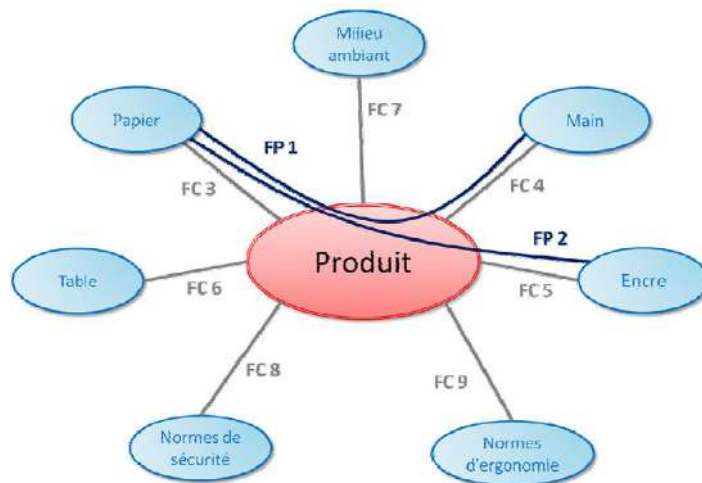 Milieu
ambiant
Papier
FP 1
FC 7
Main
FC 3
FC 4
FP 2
Produit
Table
FC 6
FC 5
Encre
FC 8
FC 9
Normes de
sécurité
Normes
d'ergonomie